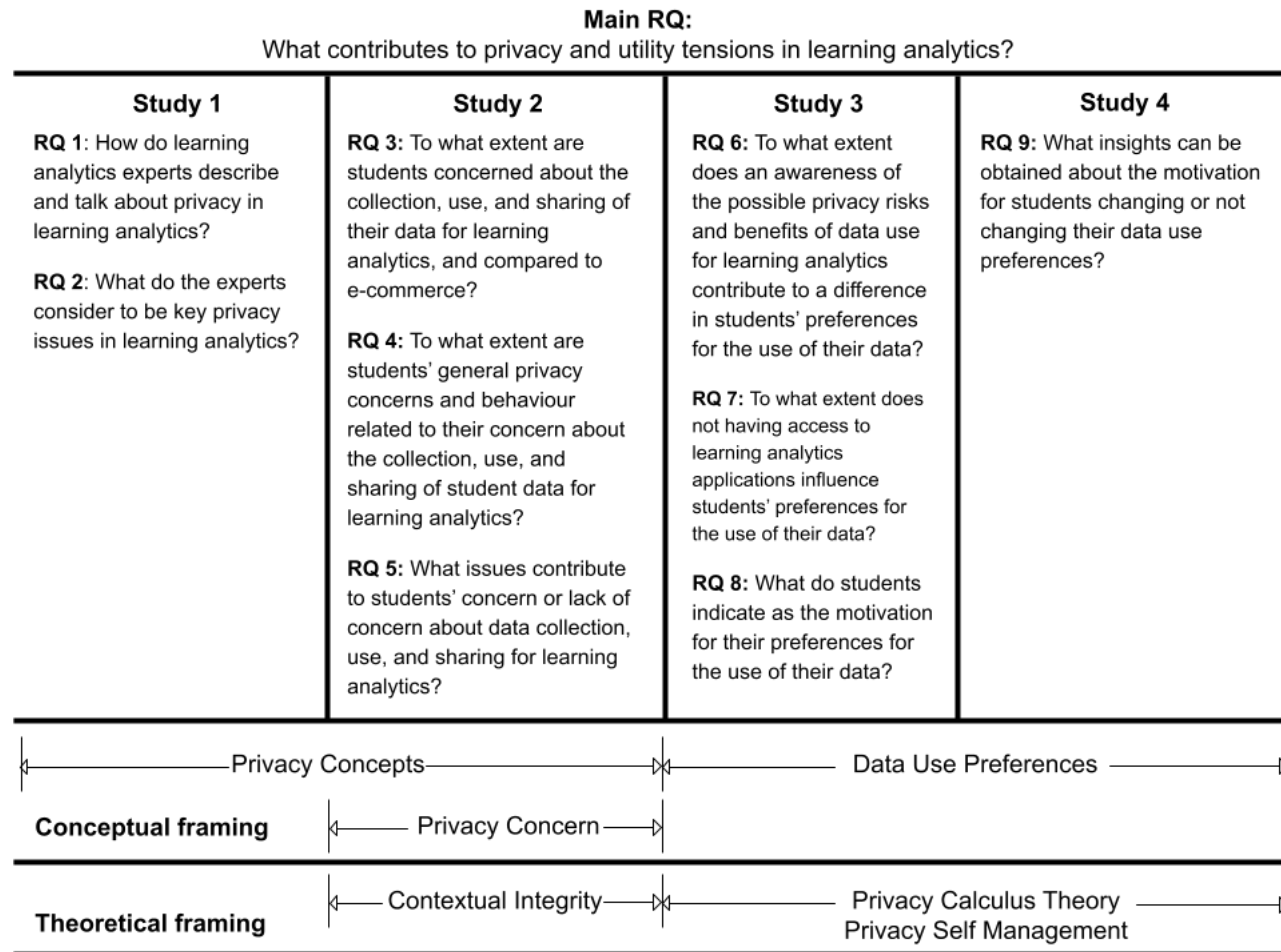 Main RQ:
What contributes to privacy and utility tensions in learning analytics?
Study 1
RQ 1: How do learning
analytics experts describe
and talk about privacy in
learning analytics?
RQ 2: What do the experts
consider to be key privacy
issues in learning analytics?
Study 2
RQ 3: To what extent are
students concerned about the
collection, use, and sharing of
their data for learning
analytics, and compared to
e-commerce?
RQ 4: To what extent are
students' general privacy
concerns and behaviour
related to their concern about
the collection, use, and
sharing of student data for
learning analytics?
RQ 5: What issues contribute
to students' concern or lack of
concern about data collection,
use, and sharing for learning
analytics?
Study 3
RQ 6: To what extent
does an awareness of
the possible privacy risks
and benefits of data use
for learning analytics
contribute to a difference
in students' preferences
for the use of their data?
RQ 7: To what extent does
not having access to
learning analytics
applications influence
students' preferences for
the use of their data?
RQ 8: What do students
indicate as the motivation
for their preferences for
the use of their data?
Study 4
RQ 9: What insights can be
obtained about the motivation
for students changing or not
changing their data use
preferences?
Privacy Concepts
Data Use Preferences
Conceptual framing
Privacy Concern
Theoretical framing
Contextual Integrity
Privacy Calculus Theory
Privacy Self Management